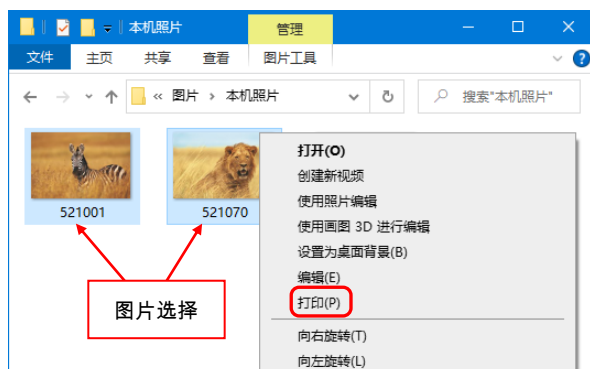 本机照片
管理
文件
主页
共享
查看
图片工具
« 图片 › 本机照片
搜索"本机照片"
521001
521070
图片选择
打开(O)
创建新视频
使用照片编辑
使用画图 3D 进行编辑
设置为桌面背景(B)
编辑(E)
打印(P)
向右旋转(T)
向左旋转(L)